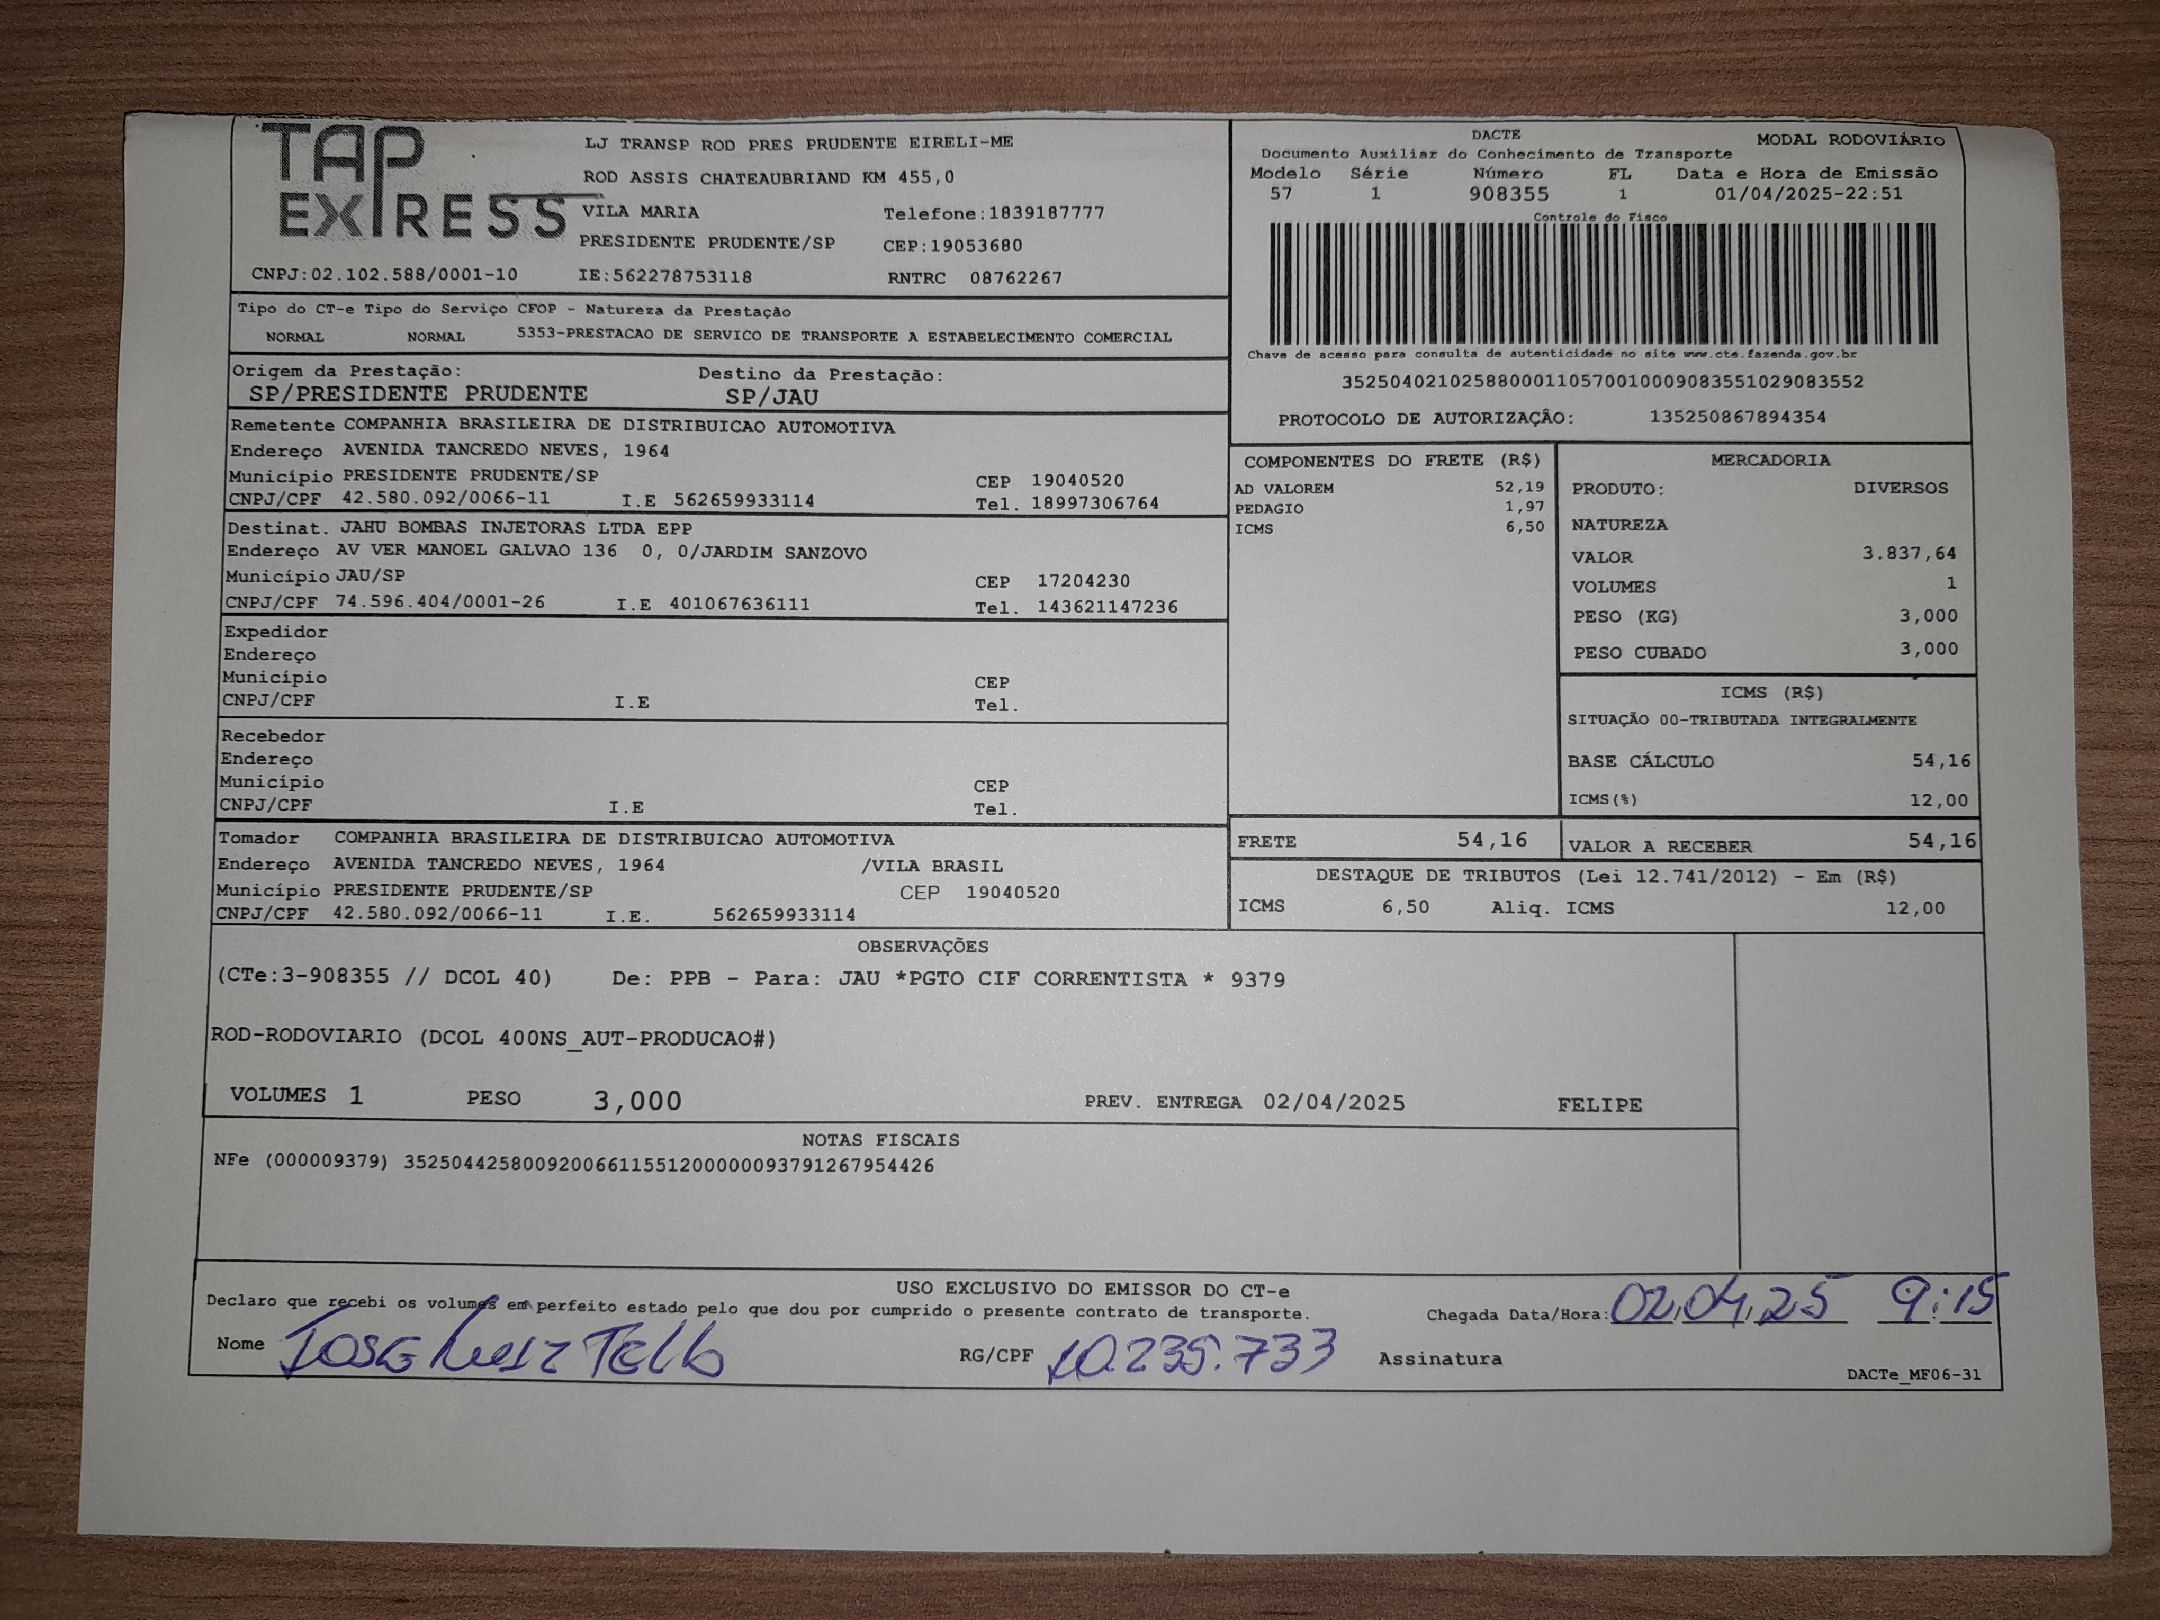 TAP EXPRESS
LJ TRANSP ROD PRES PRUDENTE EIRELI-ME
ROD ASSIS CHATEAUBRIAND KM 455,0
VILA MARIA Telefone:1839187777
PRESIDENTE PRUDENTE/SP CEP:19053680
CNPJ:02.102.588/0001-10 IE:562278753118 RNTRC 08762267
DACTE MODAL RODOVIÁRIO
Documento Auxiliar do Conhecimento de Transporte
Modelo Série Número FL Data e Hora de Emissão
57 1 908355 1 01/04/2025-22:51
Controle do Fisco
Chave de acesso para consulta de autenticidade no site www.cte.fazenda.gov.br
35250402102588000110570010009083551029083552
PROTOCOLO DE AUTORIZAÇÃO: 135250867894354
Tipo do CT-e Tipo do Serviço CFOP - Natureza da Prestação
NORMAL NORMAL 5353-PRESTACAO DE SERVICO DE TRANSPORTE A ESTABELECIMENTO COMERCIAL
Origem da Prestação: Destino da Prestação:
SP/PRESIDENTE PRUDENTE SP/JAU
Remetente COMPANHIA BRASILEIRA DE DISTRIBUICAO AUTOMOTIVA
Endereço AVENIDA TANCREDO NEVES, 1964
Município PRESIDENTE PRUDENTE/SP CEP 19040520
CNPJ/CPF 42.580.092/0066-11 I.E 562659933114 Tel. 18997306764
Destinat. JAHU BOMBAS INJETORAS LTDA EPP
Endereço AV VER MANOEL GALVAO 136 0, 0/JARDIM SANZOVO
Município JAU/SP CEP 17204230
CNPJ/CPF 74.596.404/0001-26 I.E 401067636111 Tel. 143621147236
Expedidor
Endereço
Município CEP
CNPJ/CPF I.E Tel.
Recebedor
Endereço
Município CEP
CNPJ/CPF I.E Tel.
Tomador COMPANHIA BRASILEIRA DE DISTRIBUICAO AUTOMOTIVA
Endereço AVENIDA TANCREDO NEVES, 1964 /VILA BRASIL
Município PRESIDENTE PRUDENTE/SP CEP 19040520
CNPJ/CPF 42.580.092/0066-11 I.E. 562659933114
COMPONENTES DO FRETE (R$)
AD VALOREM 52,19
PEDAGIO 1,97
ICMS 6,50
MERCADORIA
PRODUTO: DIVERSOS
NATUREZA
VALOR 3.837,64
VOLUMES 1
PESO (KG) 3,000
PESO CUBADO 3,000
ICMS (R$)
SITUAÇÃO 00-TRIBUTADA INTEGRALMENTE
BASE CÁLCULO 54,16
ICMS(%) 12,00
FRETE 54,16 VALOR A RECEBER 54,16
DESTAQUE DE TRIBUTOS (Lei 12.741/2012) - Em (R$)
ICMS 6,50 Aliq. ICMS 12,00
OBSERVAÇÕES
(CTe:3-908355 // DCOL 40) De: PPB - Para: JAU *PGTO CIF CORRENTISTA * 9379
ROD-RODOVIARIO (DCOL 400NS_AUT-PRODUCAO#)
VOLUMES 1 PESO 3,000 PREV. ENTREGA 02/04/2025 FELIPE
NOTAS FISCAIS
NFe (000009379) 35250442580092006611551200000093791267954426
USO EXCLUSIVO DO EMISSOR DO CT-e
Declaro que recebi os volumes em perfeito estado pelo que dou por cumprido o presente contrato de transporte. Chegada Data/Hora: 02.04.25 9:15
Nome JOSE LUIZ TELLO RG/CPF 10.235.733 Assinatura
DACTe_MF06-31